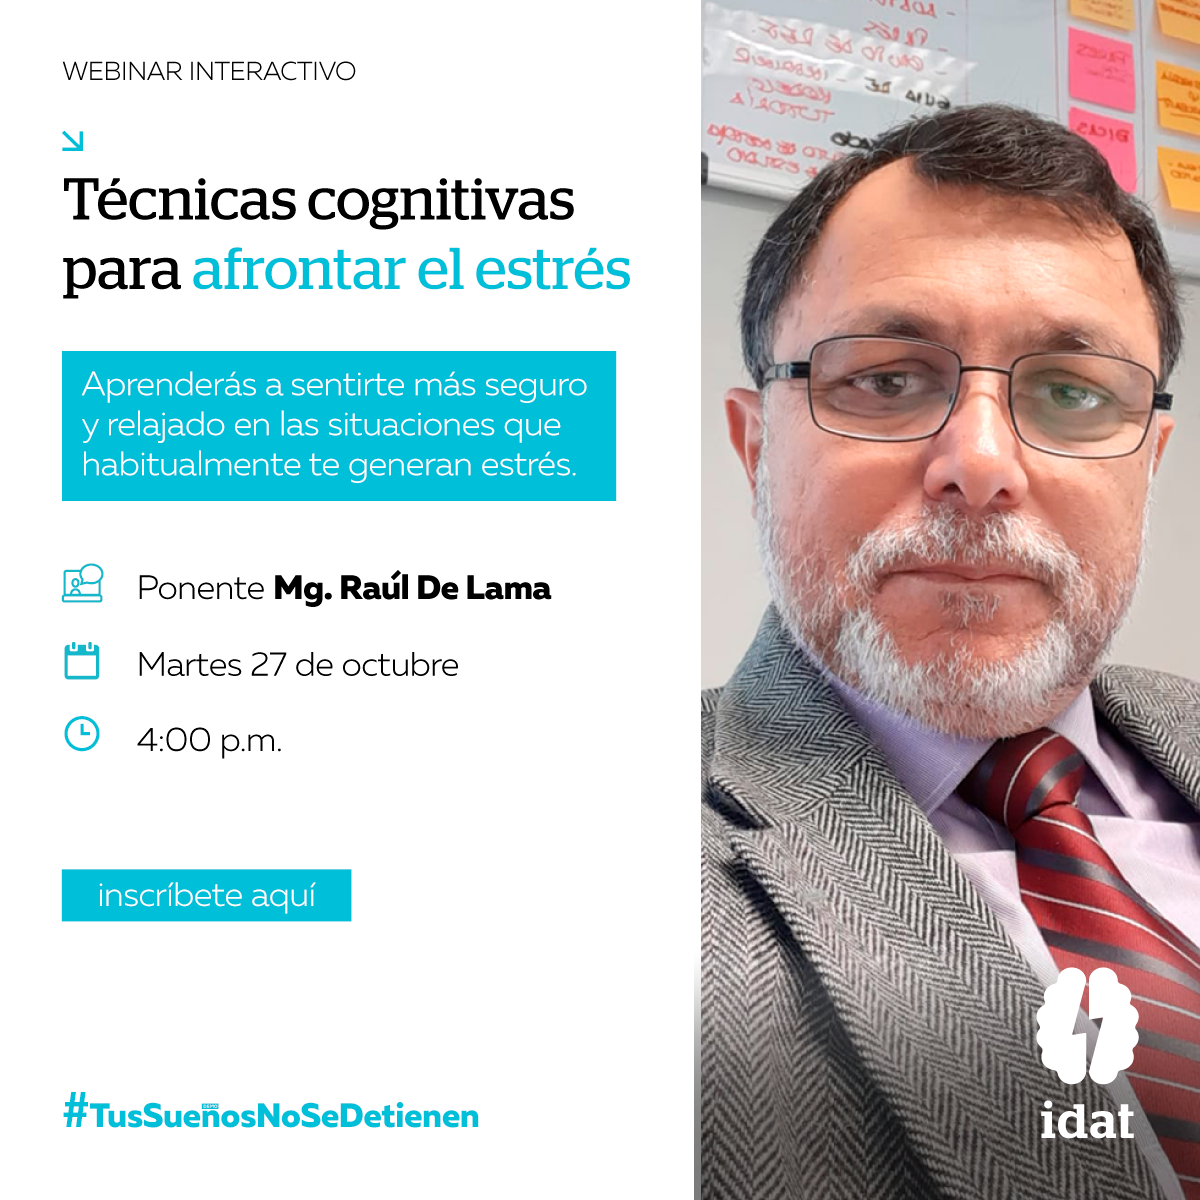 WEBINAR INTERACTIVO
Técnicas cognitivas
para afrontar el estrés
Aprenderás a sentirte más seguro
y relajado en las situaciones que
habitualmente te generan estrés.
Ponente Mg. Raúl De Lama
Martes 27 de octubre
4:00 p.m.
inscríbete aquí
#TusSueñosNoSeDetienen
idat